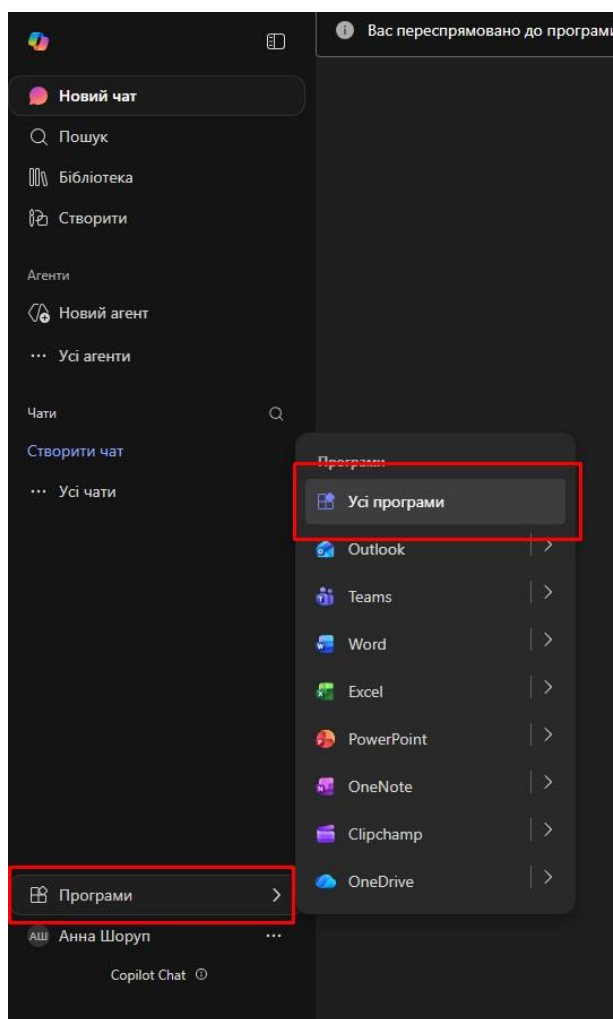 Вас переспрямовано до програми
Новий чат
Пошук
Бібліотека
Створити
Агенти
Новий агент
Усі агенти
Чати
Створити чат
Усі чати
Програми
Усі програми
Outlook
Teams
Word
Excel
PowerPoint
OneNote
Clipchamp
OneDrive
Програми
АШ Анна Шоруп
Copilot Chat